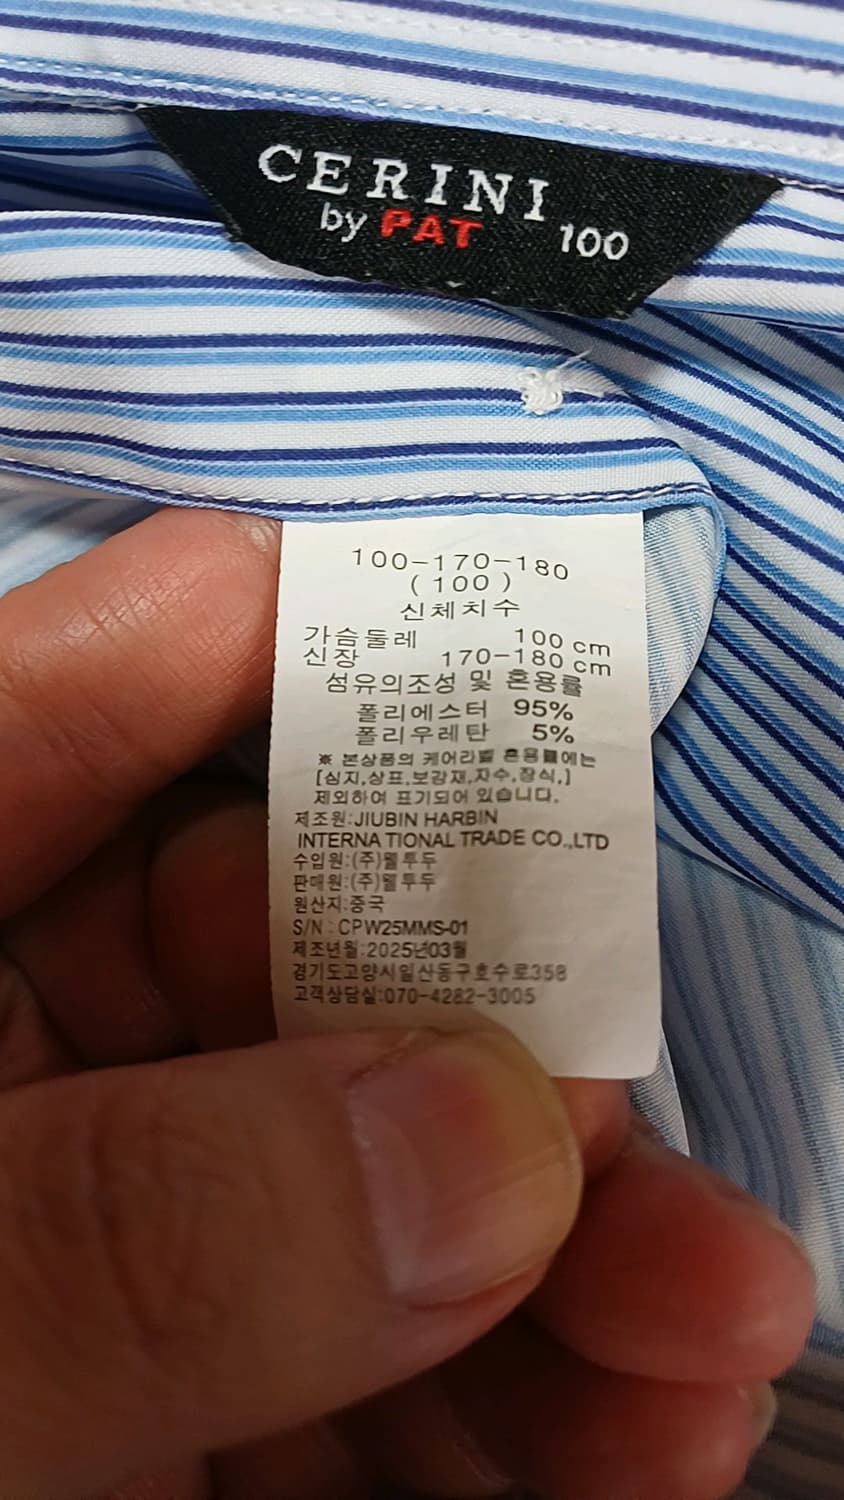 CERINI
by PAT 100
100-170-180
(100)
신체치수
가슴둘레 100 cm
신장 170-180 cm
섬유의조성 및 혼용률
폴리에스터 95%
폴리우레탄 5%
※ 본상품의 케어라벨 혼용률에는
[심지,상표,보강재,자수,장식,]
제외하여 표기되어 있습니다.
제조원:JIUBIN HARBIN
INTERNA TIONAL TRADE CO.,LTD
수입원:(주)웰투두
판매원:(주)웰투두
원산지:중국
S/N : CPW25MMS-01
제조년월:2025년03월
경기도고양시일산동구호수로358
고객상담실:070-4282-3005